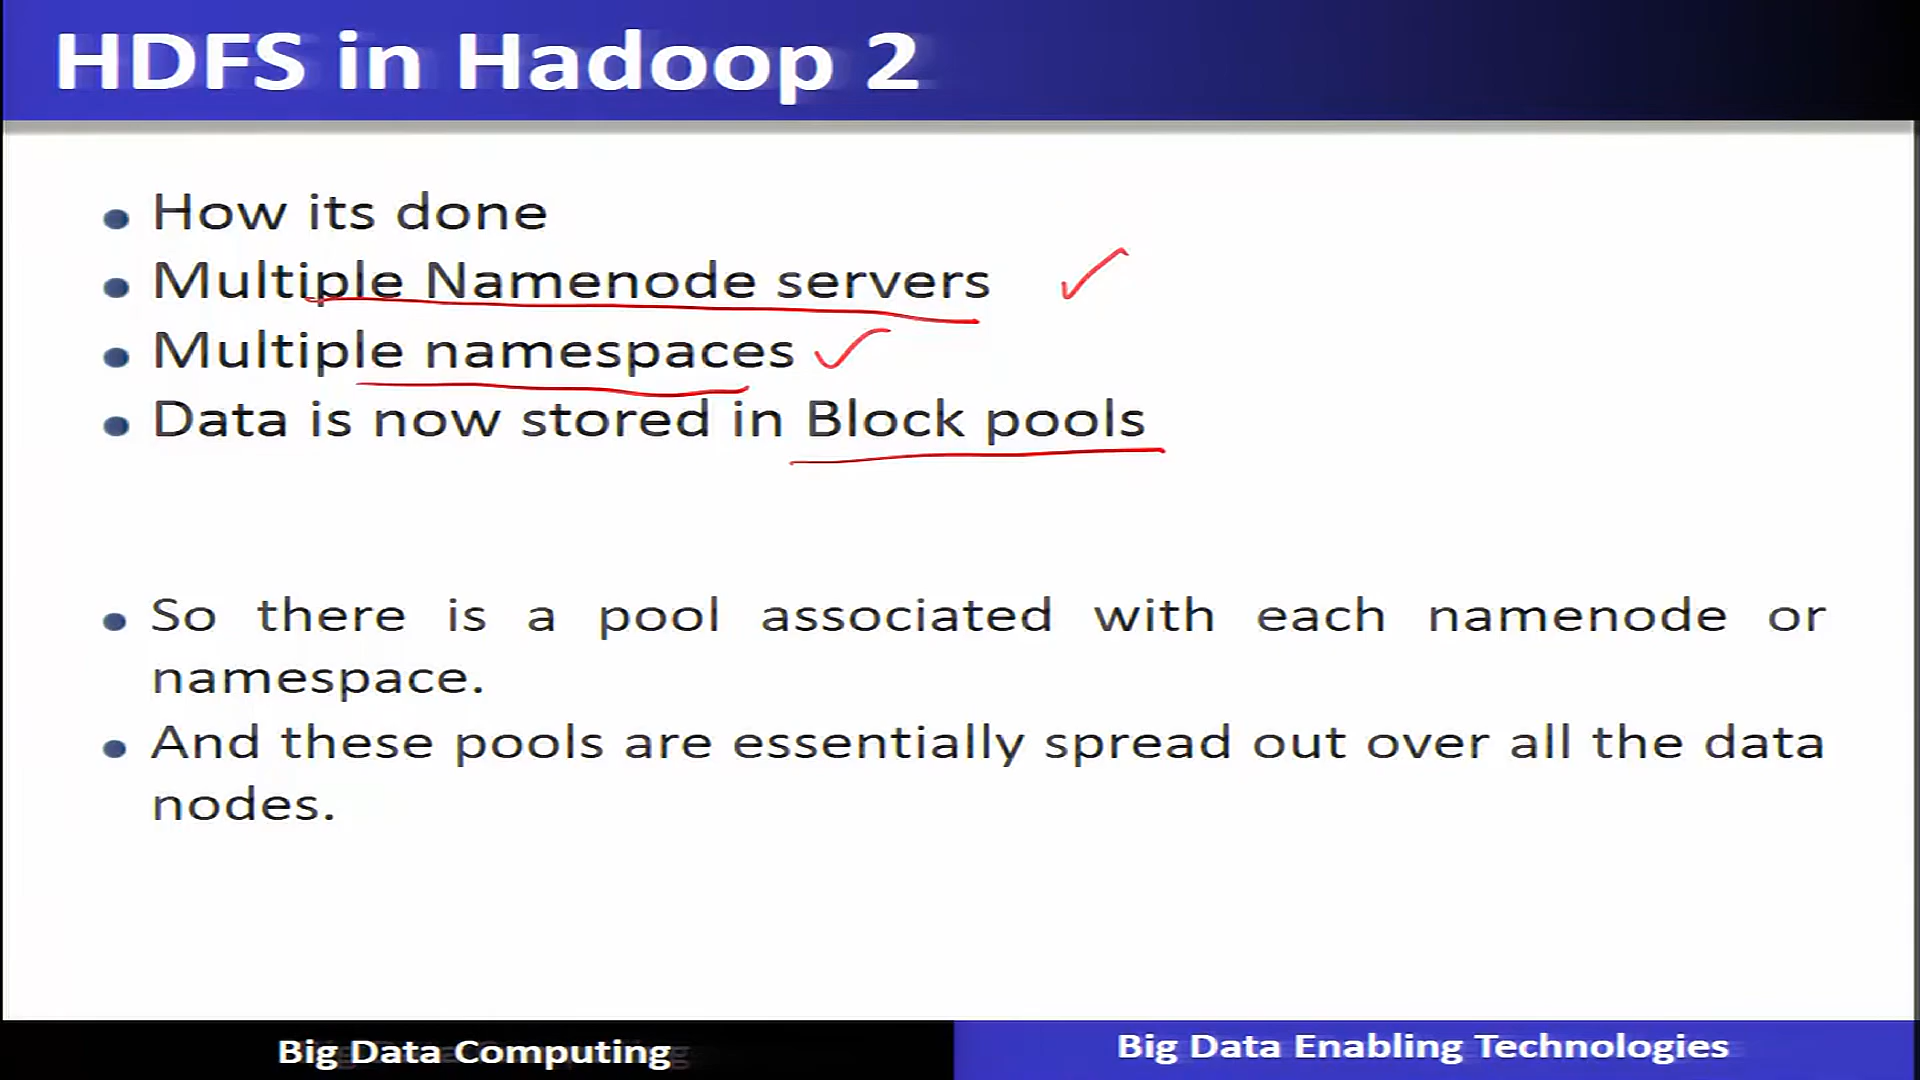 HDFS in Hadoop 2
How its done
Multiple Namenode servers
Multiple namespaces
Data is now stored in Block pools
So there is a pool associated with each namenode or
namespace.
And these pools are essentially spread out over all the data
nodes.
Big Data Computing
Big Data Enabling Technologies